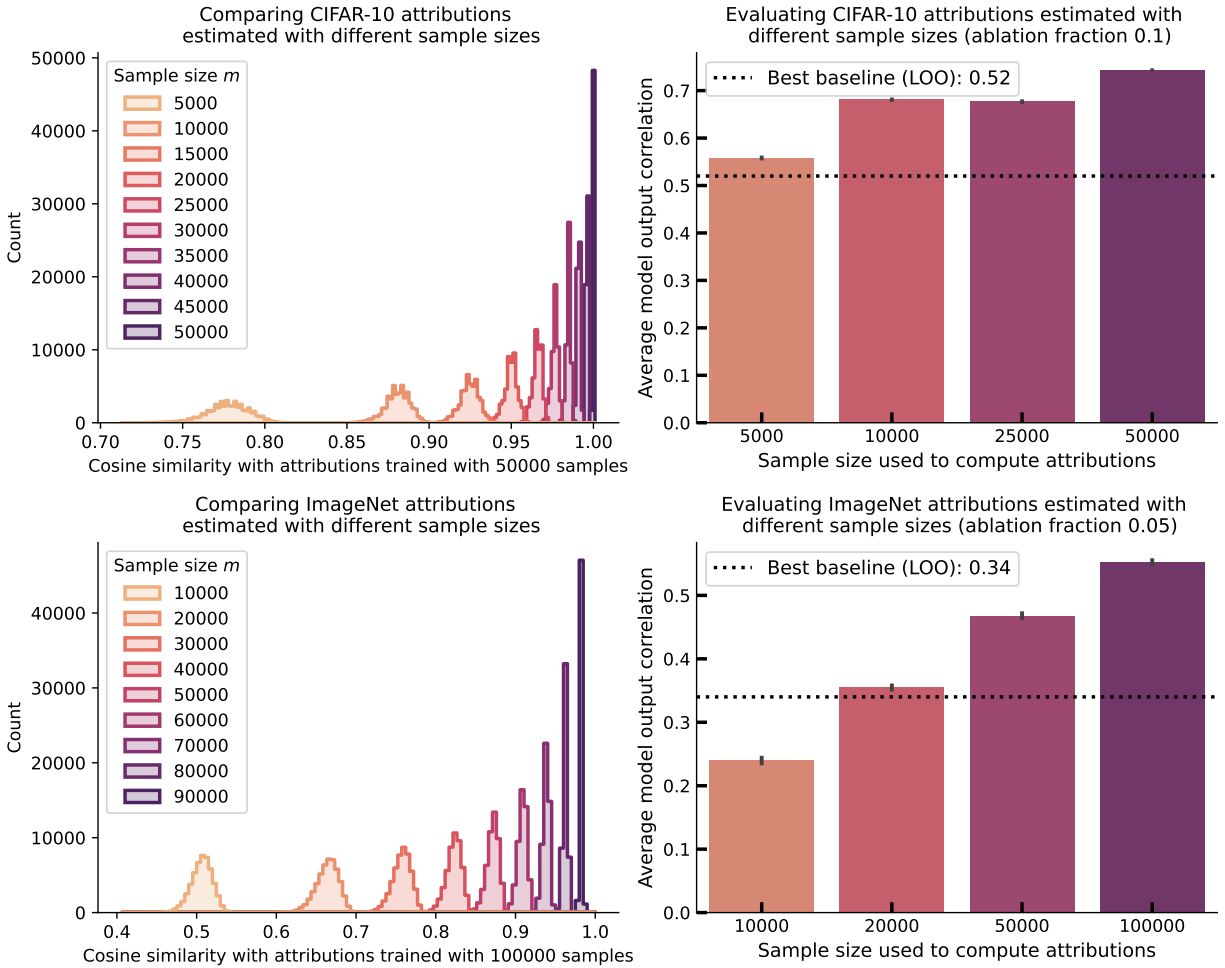 Comparing CIFAR-10 attributions
estimated with different sample sizes
Count
50000
40000
30000
20000
10000
0
Sample size m
5000
10000
15000
20000
25000
30000
35000
40000
45000
50000
0.70 0.75 0.80 0.85 0.90 0.95 1.00
Cosine similarity with attributions trained with 50000 samples
Evaluating CIFAR-10 attributions estimated with
different sample sizes (ablation fraction 0.1)
Average model output correlation
0.7
0.6
0.5
0.4
0.3
0.2
0.1
0.0
Best baseline (LOO): 0.52
5000 10000 25000 50000
Sample size used to compute attributions
Comparing ImageNet attributions
estimated with different sample sizes
Count
40000
30000
20000
10000
0
Sample size m
10000
20000
30000
40000
50000
60000
70000
80000
90000
0.4 0.5 0.6 0.7 0.8 0.9 1.0
Cosine similarity with attributions trained with 100000 samples
Evaluating ImageNet attributions estimated with
different sample sizes (ablation fraction 0.05)
Average model output correlation
0.5
0.4
0.3
0.2
0.1
0.0
Best baseline (LOO): 0.34
10000 20000 50000 100000
Sample size used to compute attributions